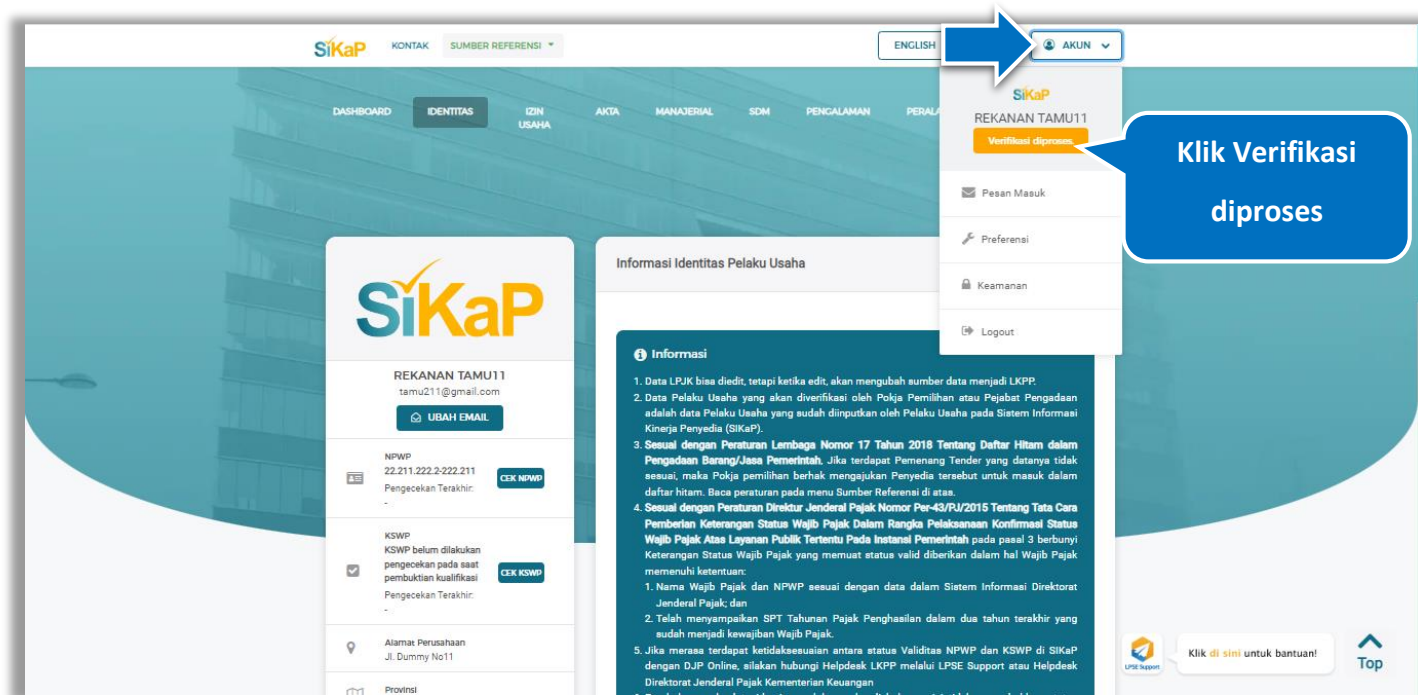 SiKaP
KONTAK
SUMBER REFERENSI
ENGLISH
AKUN
DASHBOARD
IDENTITAS
IZIN
USAHA
AKTA
MANAJERIAL
SDM
PENGALAMAN
SiKaP
REKANAN TAMU11
Verifikasi diproses
Klik Verifikasi
diproses
Pesan Masuk
Preferensi
Keamanan
Logout
SiKaP
REKANAN TAMU11
tamu211@gmail.com
UBAH EMAIL
NPWP
22.211.222.2-222.211
Pengecekan Terakhir:
-
CEK NPWP
KSWP
KSWP belum dilakukan
pengecekan pada saat
pembuktian kualifikasi
Pengecekan Terakhir:
-
CEK KSWP
Alamat Perusahaan
Jl. Dummy No11
Provinsi
Informasi Identitas Pelaku Usaha
Informasi
1. Data LPJK bisa diedit, tetapi ketika edit, akan mengubah sumber data menjadi LKPP.
2. Data Pelaku Usaha yang akan diverifikasi oleh Pokja Pemilihan atau Pejabat Pengadaan
adalah data Pelaku Usaha yang sudah diinputkan oleh Pelaku Usaha pada Sistem Informasi
Kinerja Penyedia (SIKaP).
3. Sesuai dengan Peraturan Lembaga Nomor 17 Tahun 2018 Tentang Daftar Hitam dalam
Pengadaan Barang/Jasa Pemerintah, Jika terdapat Pemenang Tender yang datanya tidak
sesuai, maka Pokja pemilihan berhak mengajukan Penyedia tersebut untuk masuk dalam
daftar hitam. Baca peraturan pada menu Sumber Referensi di atas.
4. Sesuai dengan Peraturan Direktur Jenderal Pajak Nomor Per-43/PJ/2015 Tentang Tata Cara
Pemberian Keterangan Status Wajib Pajak Dalam Rangka Pelaksanaan Konfirmasi Status
Wajib Pajak Atas Layanan Publik Tertentu Pada Instansi Pemerintah pada pasal 3 berbunyi
Keterangan Status Wajib Pajak yang memuat status valid diberikan dalam hal Wajib Pajak
memenuhi ketentuan:
1. Nama Wajib Pajak dan NPWP sesuai dengan data dalam Sistem Informasi Direktorat
Jenderal Pajak; dan
2. Telah menyampaikan SPT Tahunan Pajak Penghasilan dalam dua tahun terakhir yang
sudah menjadi kewajiban Wajib Pajak.
5. Jika merasa terdapat ketidaksesuaian antara status Validitas NPWP dan KSWP di SIKaP
dengan DJP Online, silakan hubungi Helpdesk LKPP melalui LPSE Support atau Helpdesk
Direktorat Jenderal Pajak Kementerian Keuangan
LPSE Support
Klik di sini untuk bantuan!
Top